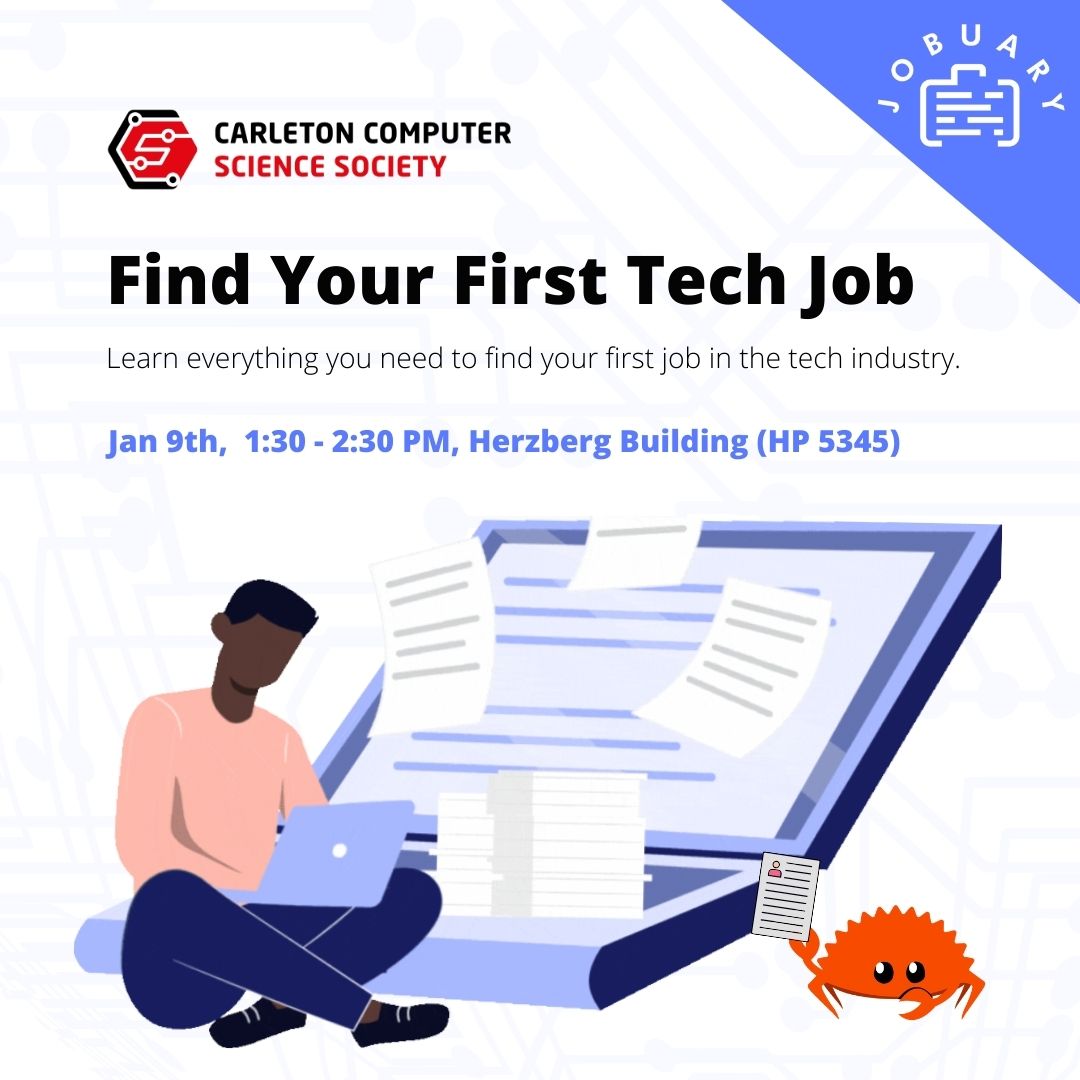 JOBUARY
CARLETON COMPUTER
SCIENCE SOCIETY
Find Your First Tech Job
Learn everything you need to find your first job in the tech industry.
Jan 9th, 1:30 - 2:30 PM, Herzberg Building (HP 5345)